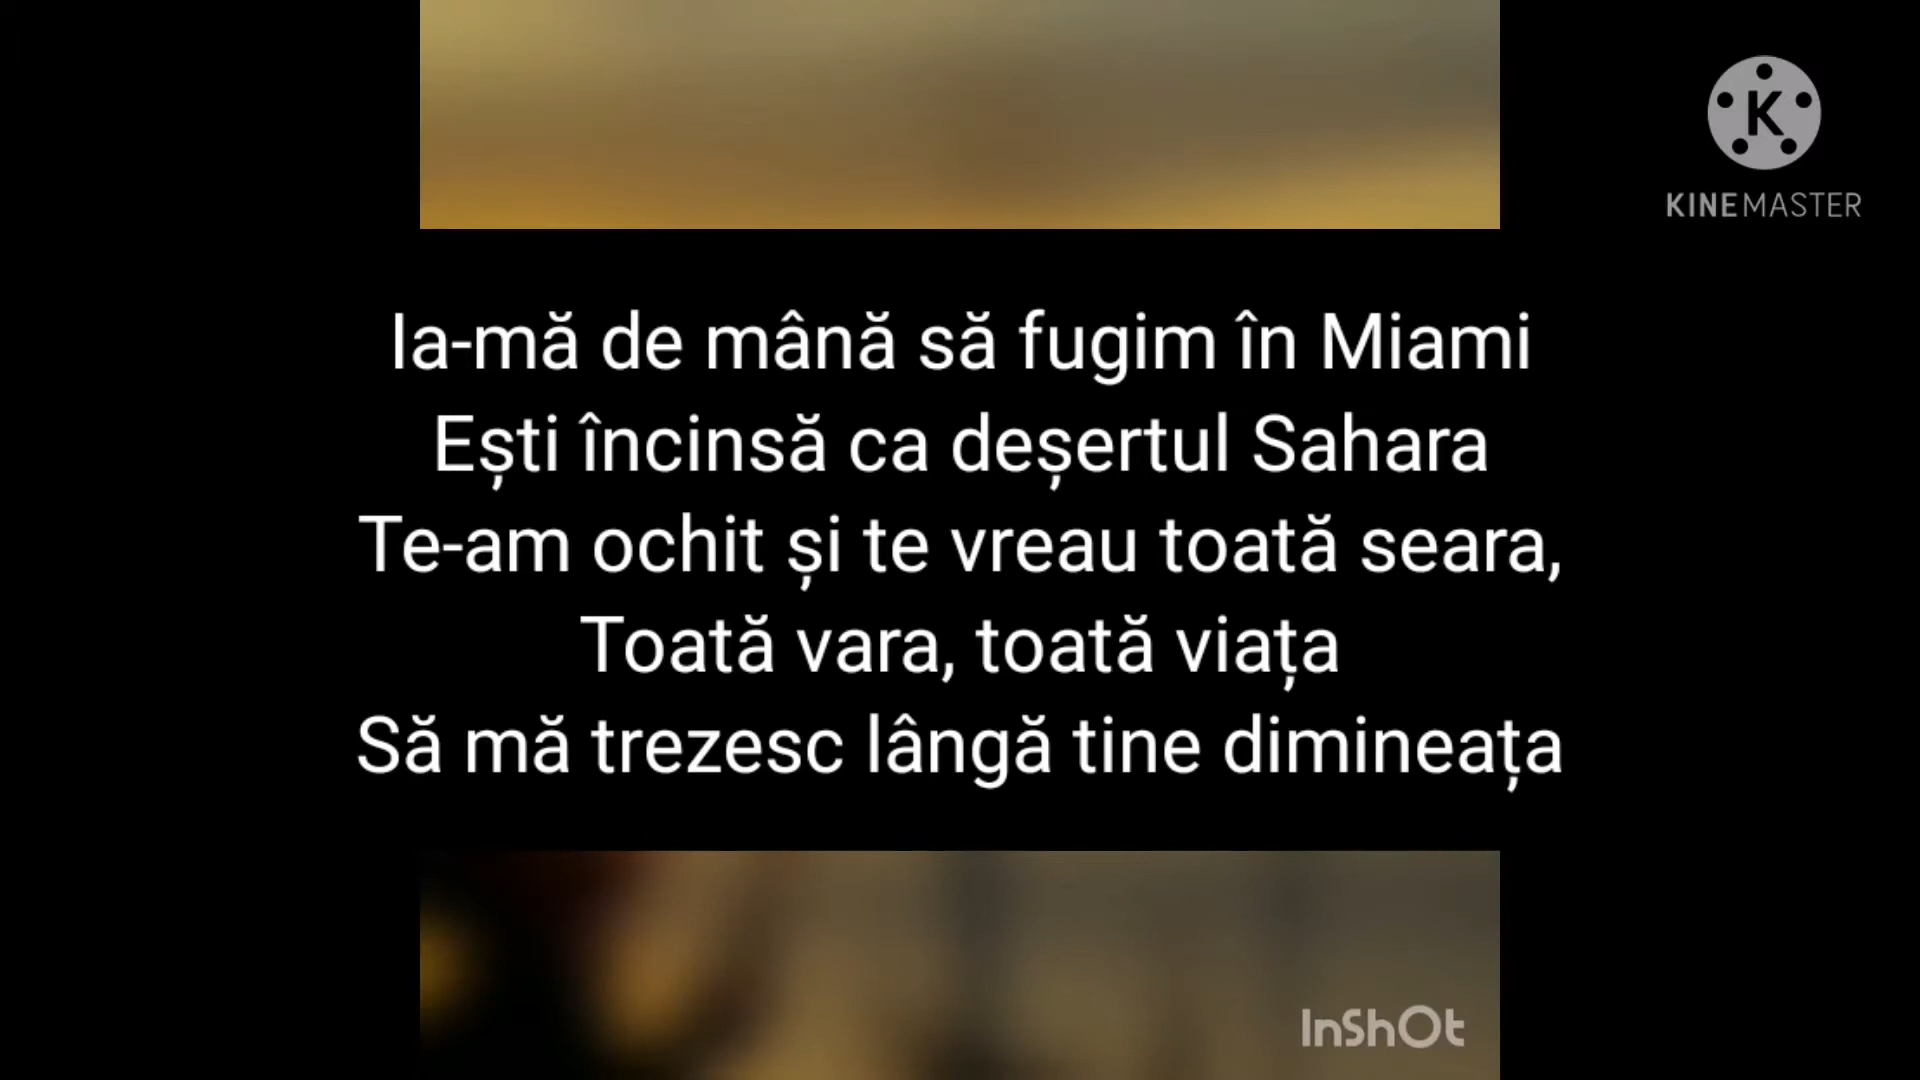 K
KINEMASTER
Ia-mă de mână să fugim în Miami
Ești încinsă ca deșertul Sahara
Te-am ochit și te vreau toată seara,
Toată vara, toată viața
Să mă trezesc lângă tine dimineața
InShOt